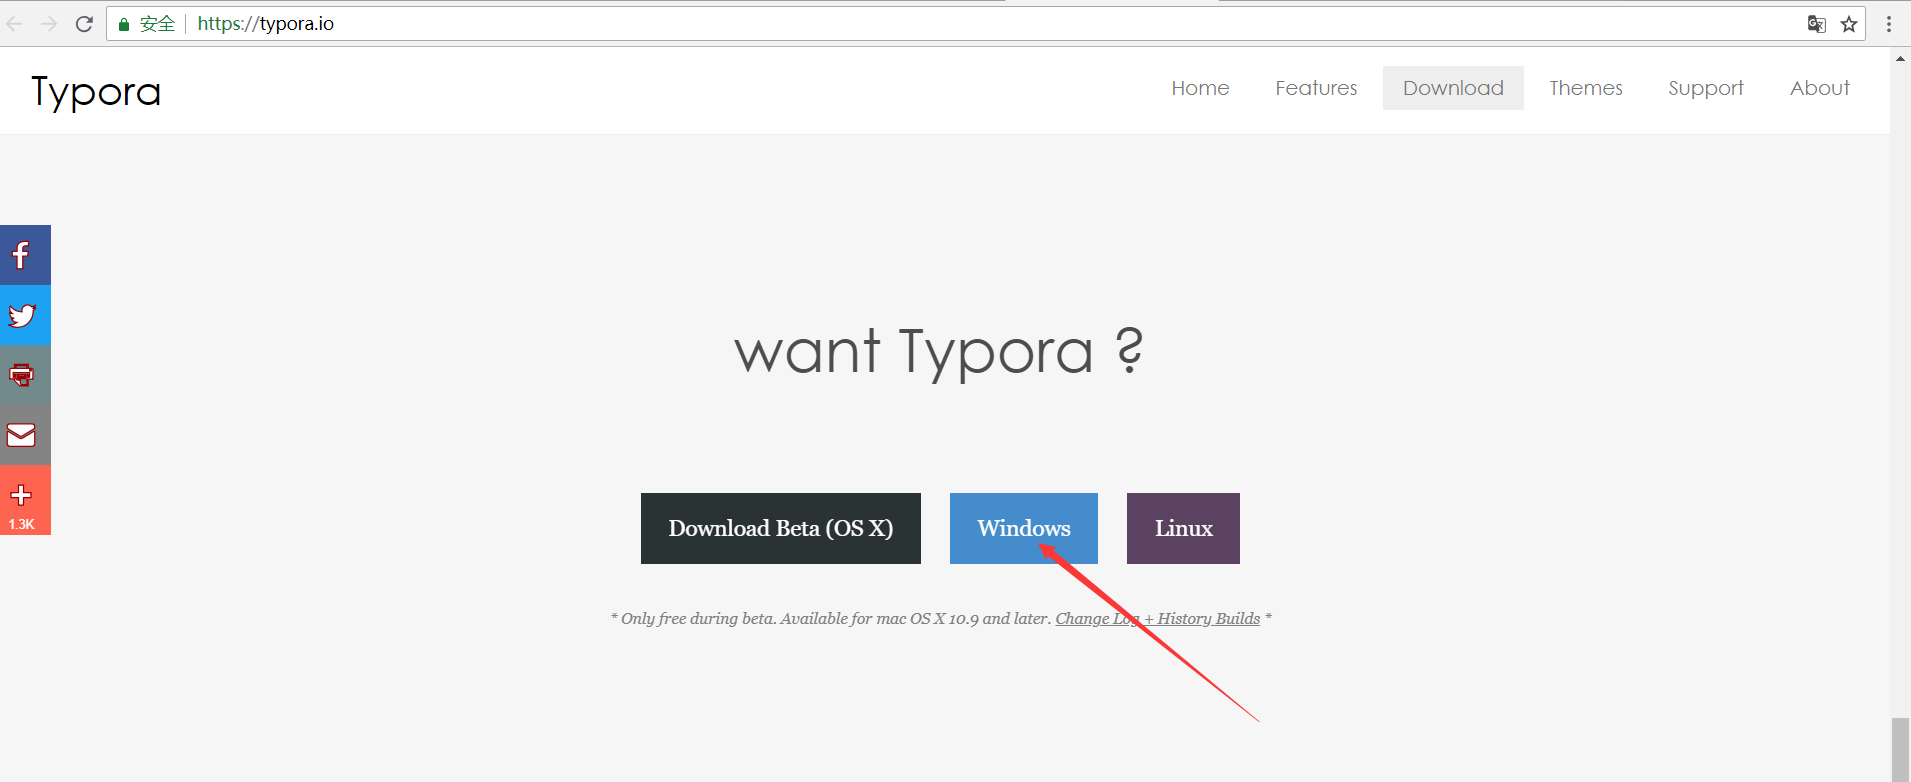 安全 https://typora.io
Typora
Home Features Download Themes Support About
want Typora ?
Download Beta (OS X) Windows Linux
* Only free during beta. Available for mac OS X 10.9 and later. Change Log + History Builds *
1.3K